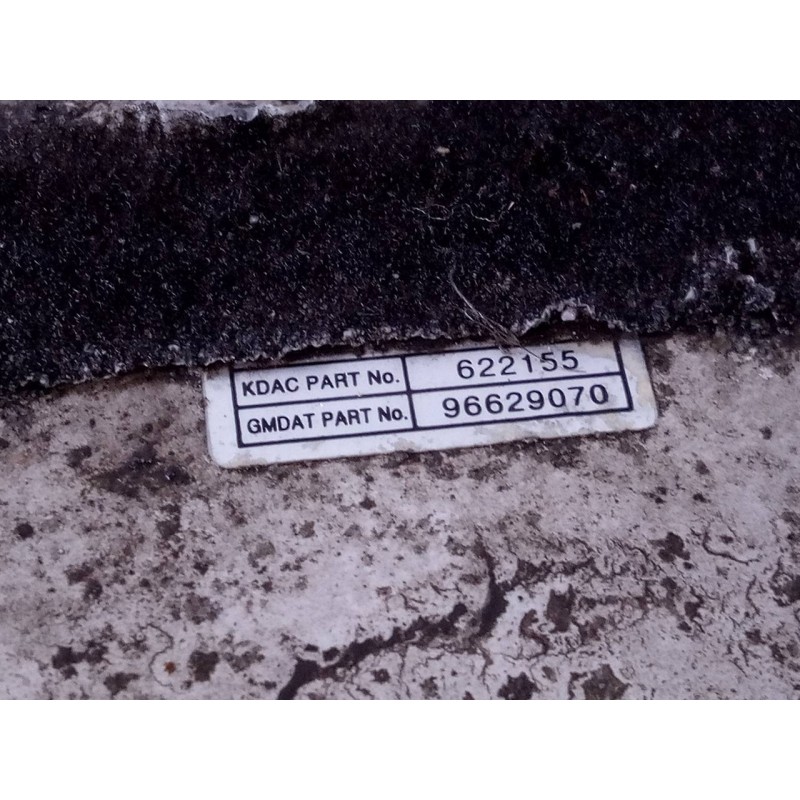 KDAC PART No. 622155
GMDAT PART No. 96629070